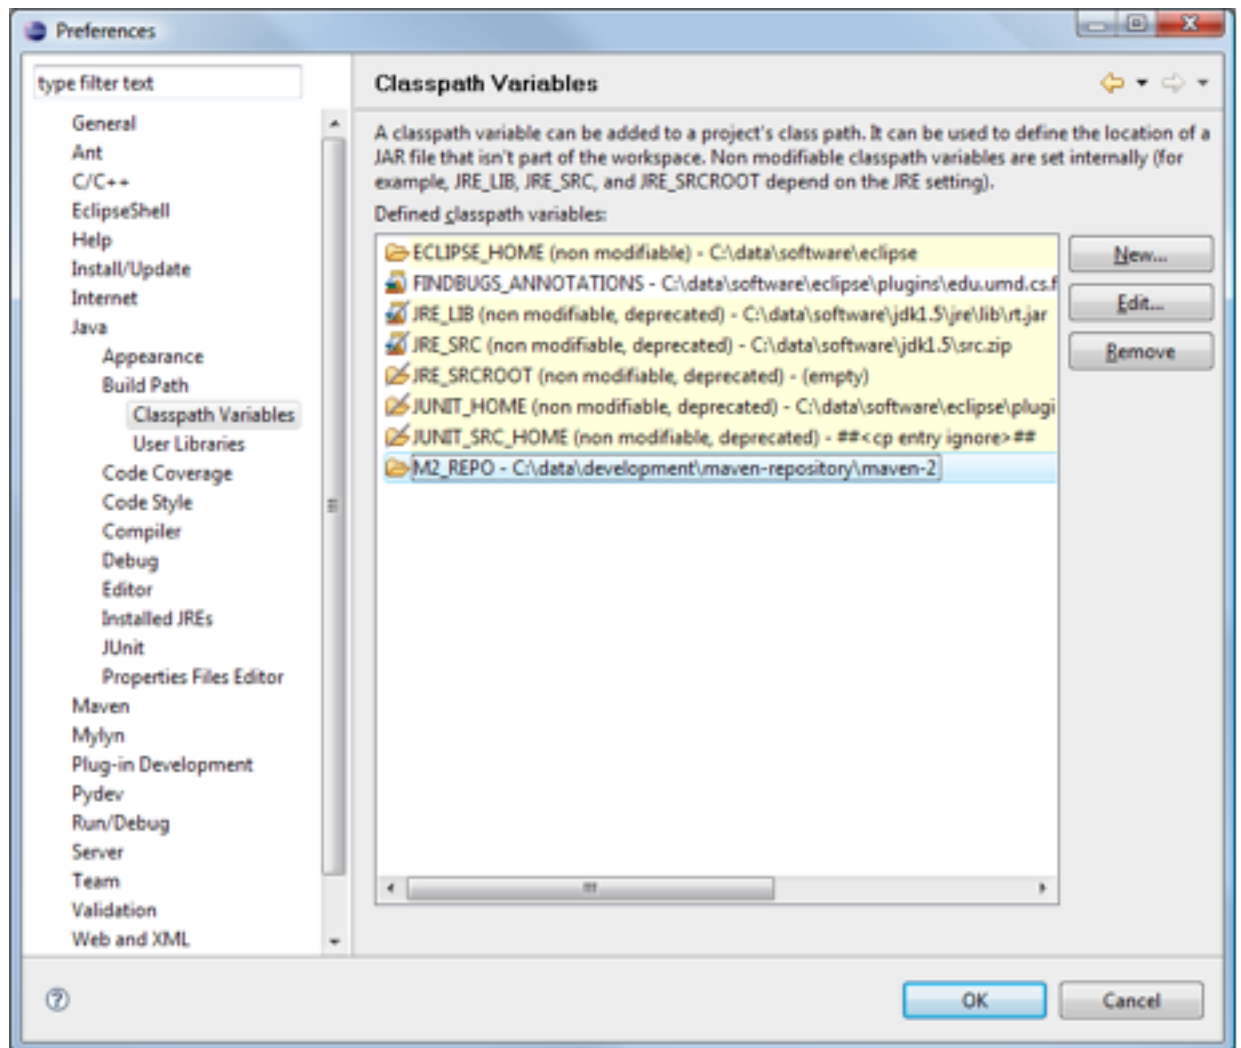 Preferences
type filter text
General
Ant
C/C++
EclipseShell
Help
Install/Update
Internet
Java
Appearance
Build Path
Classpath Variables
User Libraries
Code Coverage
Code Style
Compiler
Debug
Editor
Installed JREs
JUnit
Properties Files Editor
Maven
Mylyn
Plug-in Development
Pydev
Run/Debug
Server
Team
Validation
Web and XML
Classpath Variables
A classpath variable can be added to a project's class path. It can be used to define the location of a
JAR file that isn't part of the workspace. Non modifiable classpath variables are set internally (for
example, JRE_LIB, JRE_SRC, and JRE_SRCROOT depend on the JRE setting).
Defined classpath variables:
ECLIPSE_HOME (non modifiable) - C:\data\software\eclipse
FINDBUGS_ANNOTATIONS - C:\data\software\eclipse\plugins\edu.umd.cs.f
JRE_LIB (non modifiable, deprecated) - C:\data\software\jdk1.5\jre\lib\rt.jar
JRE_SRC (non modifiable, deprecated) - C:\data\software\jdk1.5\src.zip
JRE_SRCROOT (non modifiable, deprecated) - (empty)
JUNIT_HOME (non modifiable, deprecated) - C:\data\software\eclipse\plugi
JUNIT_SRC_HOME (non modifiable, deprecated) - ##<cp entry ignore>##
M2_REPO - C:\data\development\maven-repository\maven-2
New...
Edit...
Remove
OK
Cancel